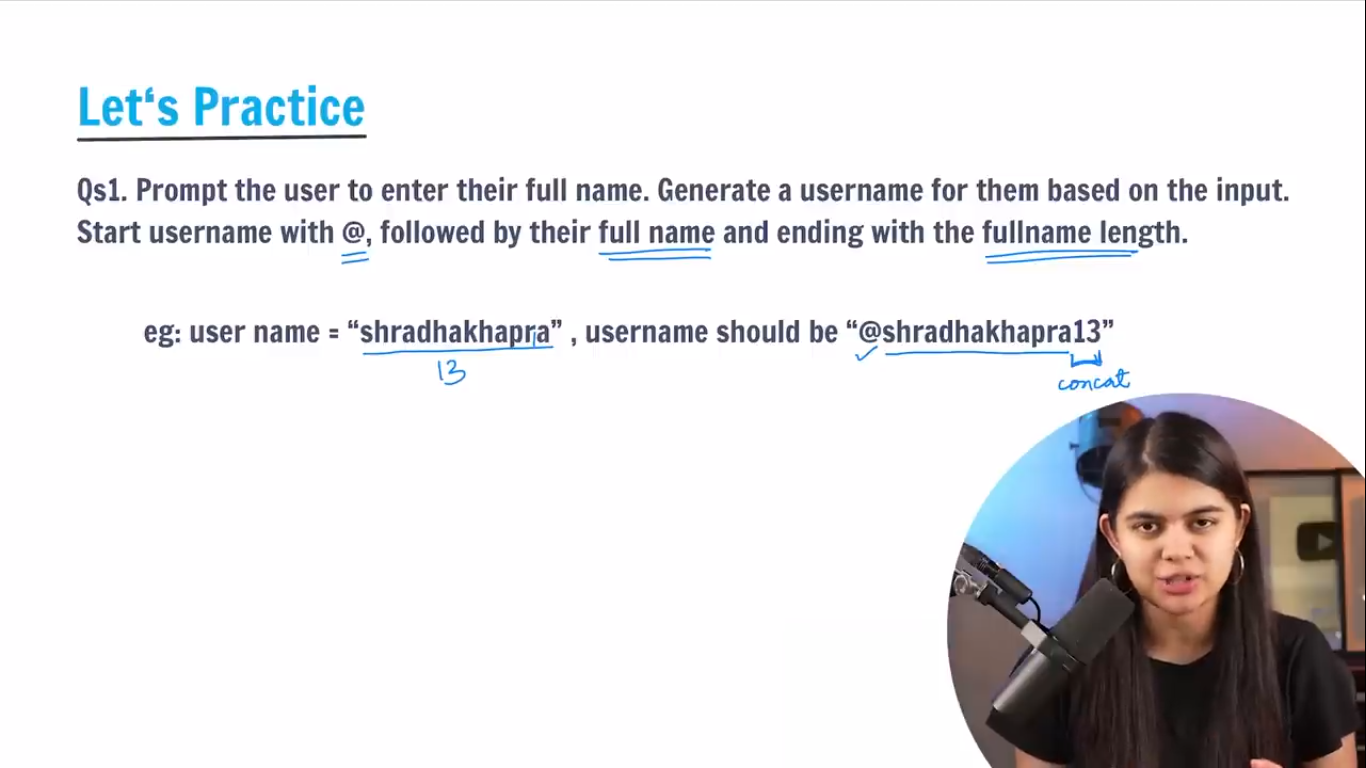 Let‘s Practice
Qs1. Prompt the user to enter their full name. Generate a username for them based on the input.
Start username with @, followed by their full name and ending with the fullname length.
eg: user name = “shradhakhapra” , username should be “@shradhakhapra13”
13
concat